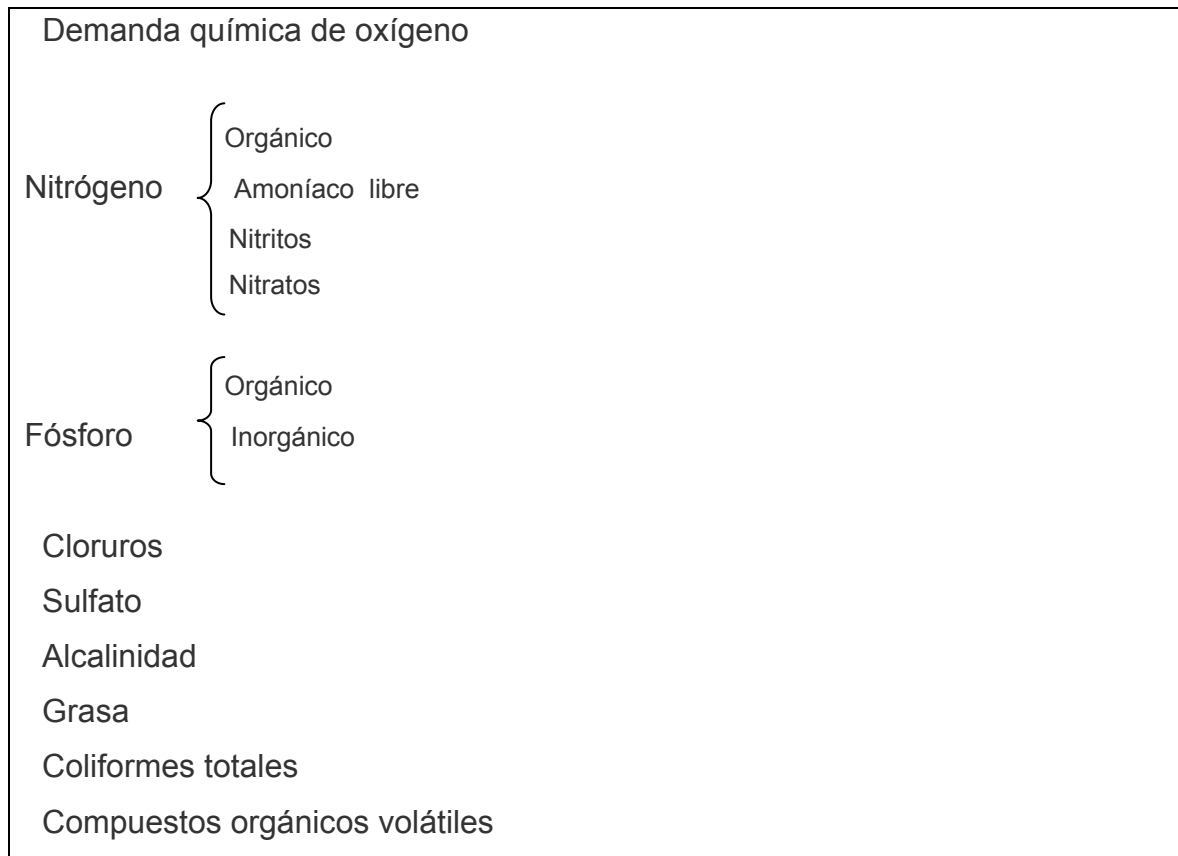 Demanda química de oxígeno
Orgánico
Nitrógeno
Amoníaco libre
Nitritos
Nitratos
Orgánico
Fósforo
Inorgánico
Cloruros
Sulfato
Alcalinidad
Grasa
Coliformes totales
Compuestos orgánicos volátiles